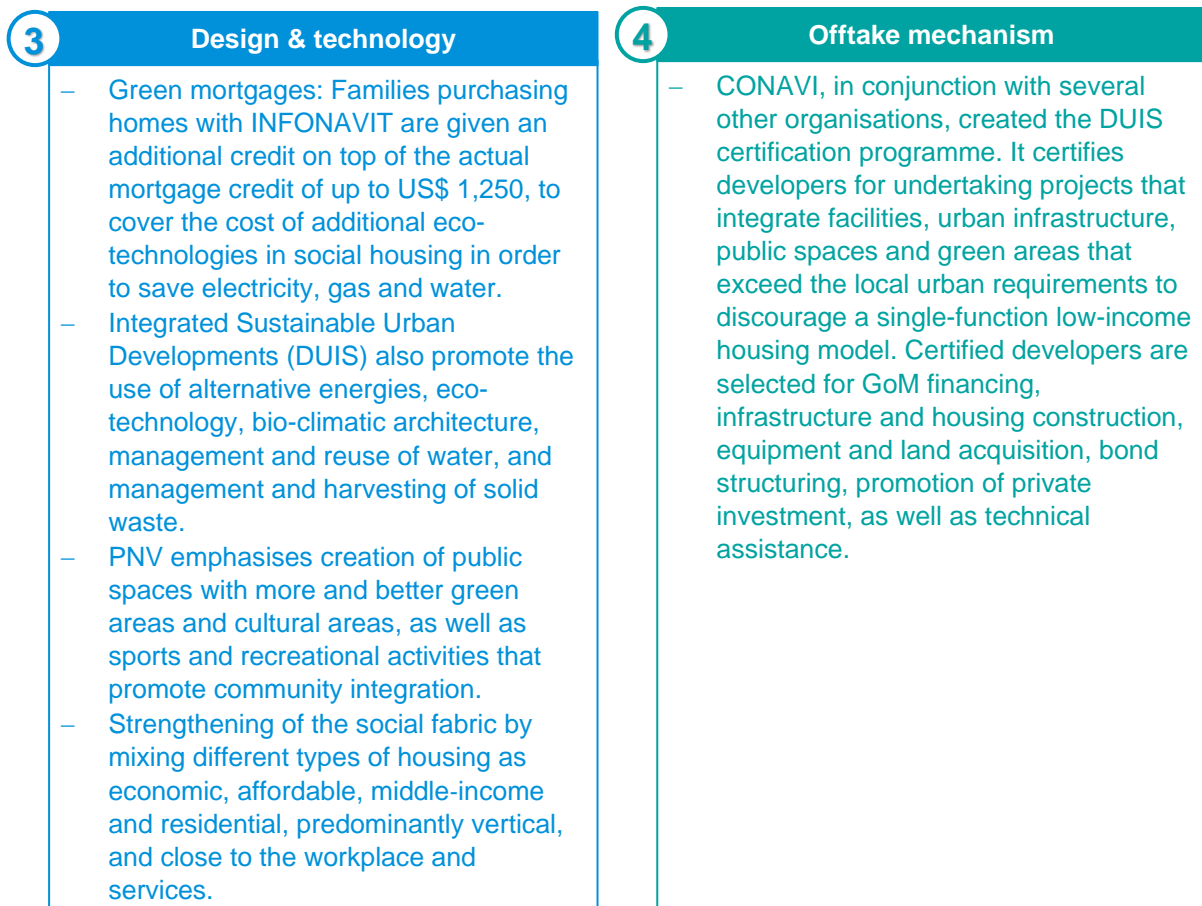 3
Design & technology
– Green mortgages: Families purchasing
homes with INFONAVIT are given an
additional credit on top of the actual
mortgage credit of up to US$ 1,250, to
cover the cost of additional eco-
technologies in social housing in order
to save electricity, gas and water.
– Integrated Sustainable Urban
Developments (DUIS) also promote the
use of alternative energies, eco-
technology, bio-climatic architecture,
management and reuse of water, and
management and harvesting of solid
waste.
– PNV emphasises creation of public
spaces with more and better green
areas and cultural areas, as well as
sports and recreational activities that
promote community integration.
– Strengthening of the social fabric by
mixing different types of housing as
economic, affordable, middle-income
and residential, predominantly vertical,
and close to the workplace and
services.
4
Offtake mechanism
– CONAVI, in conjunction with several
other organisations, created the DUIS
certification programme. It certifies
developers for undertaking projects that
integrate facilities, urban infrastructure,
public spaces and green areas that
exceed the local urban requirements to
discourage a single-function low-income
housing model. Certified developers are
selected for GoM financing,
infrastructure and housing construction,
equipment and land acquisition, bond
structuring, promotion of private
investment, as well as technical
assistance.